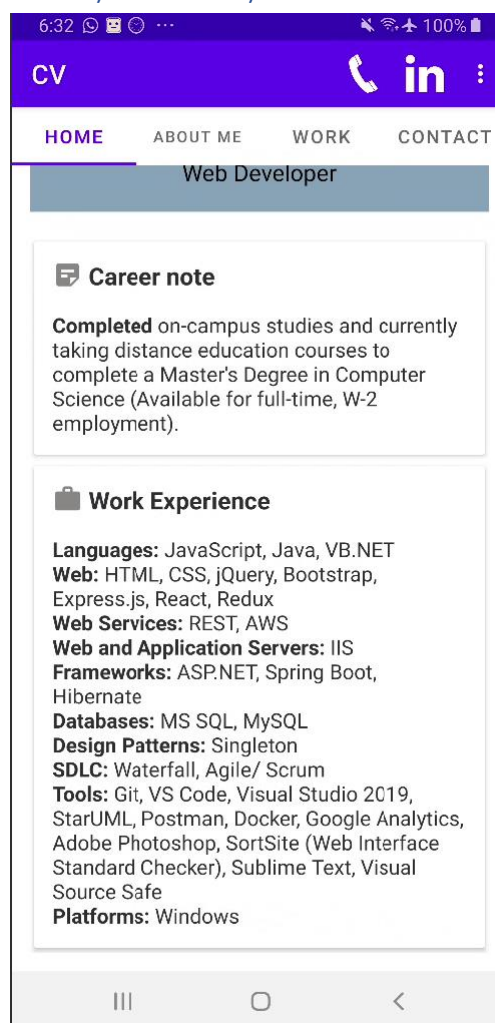 6:32 100%
CV in
HOME ABOUT ME WORK CONTACT
Web Developer
Career note
Completed on-campus studies and currently
taking distance education courses to
complete a Master's Degree in Computer
Science (Available for full-time, W-2
employment).
Work Experience
Languages: JavaScript, Java, VB.NET
Web: HTML, CSS, jQuery, Bootstrap,
Express.js, React, Redux
Web Services: REST, AWS
Web and Application Servers: IIS
Frameworks: ASP.NET, Spring Boot,
Hibernate
Databases: MS SQL, MySQL
Design Patterns: Singleton
SDLC: Waterfall, Agile/ Scrum
Tools: Git, VS Code, Visual Studio 2019,
StarUML, Postman, Docker, Google Analytics,
Adobe Photoshop, SortSite (Web Interface
Standard Checker), Sublime Text, Visual
Source Safe
Platforms: Windows